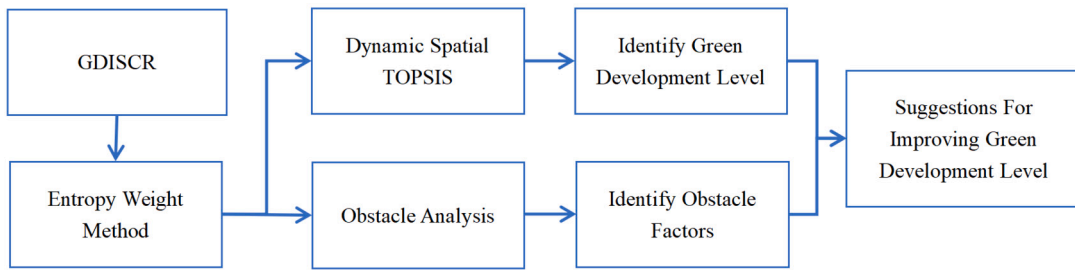 GDISCR
Entropy Weight
Method
Dynamic Spatial
TOPSIS
Obstacle Analysis
Identify Green
Development Level
Identify Obstacle
Factors
Suggestions For
Improving Green
Development Level